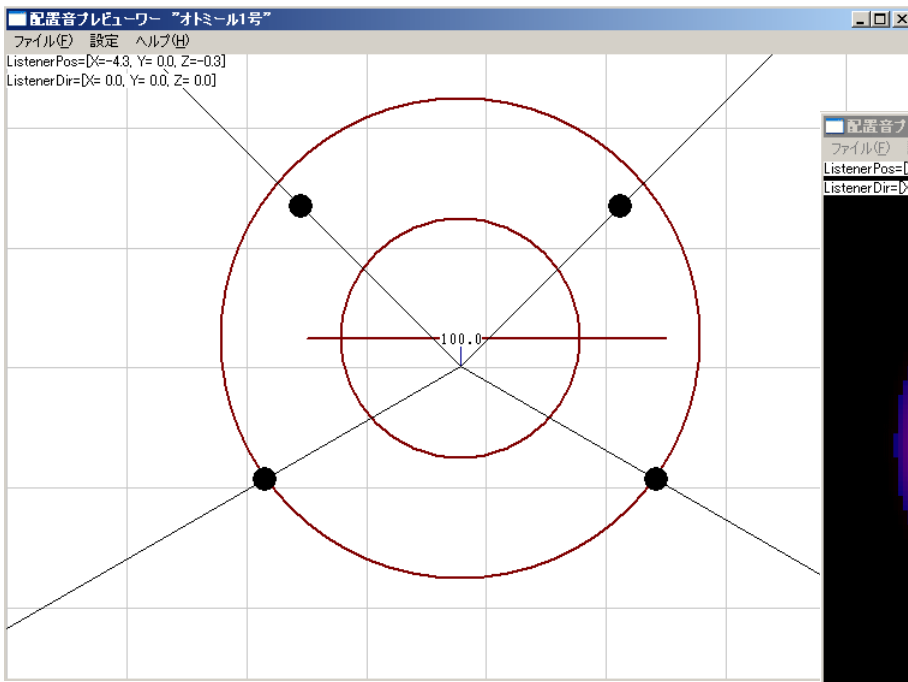 配置音プレビューワー "オトミール1号"
ファイル(F) 設定 ヘルプ(H)
ListenerPos=[X=-4.3, Y= 0.0, Z=-0.3]
ListenerDir=[X= 0.0, Y= 0.0, Z= 0.0]
100.0
配置音プ
ファイル(F)
ListenerPos=[
ListenerDir=[X